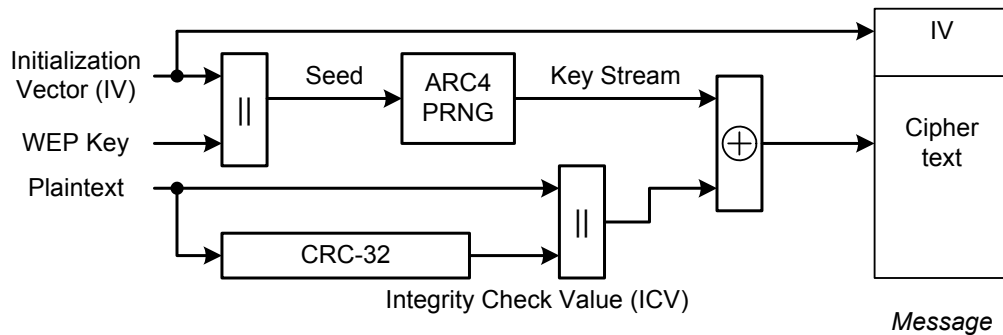 IV
Initialization
Vector (IV)
Seed
ARC4
PRNG
Key Stream
||
WEP Key
Cipher
text
Plaintext
||
CRC-32
Integrity Check Value (ICV)
Message